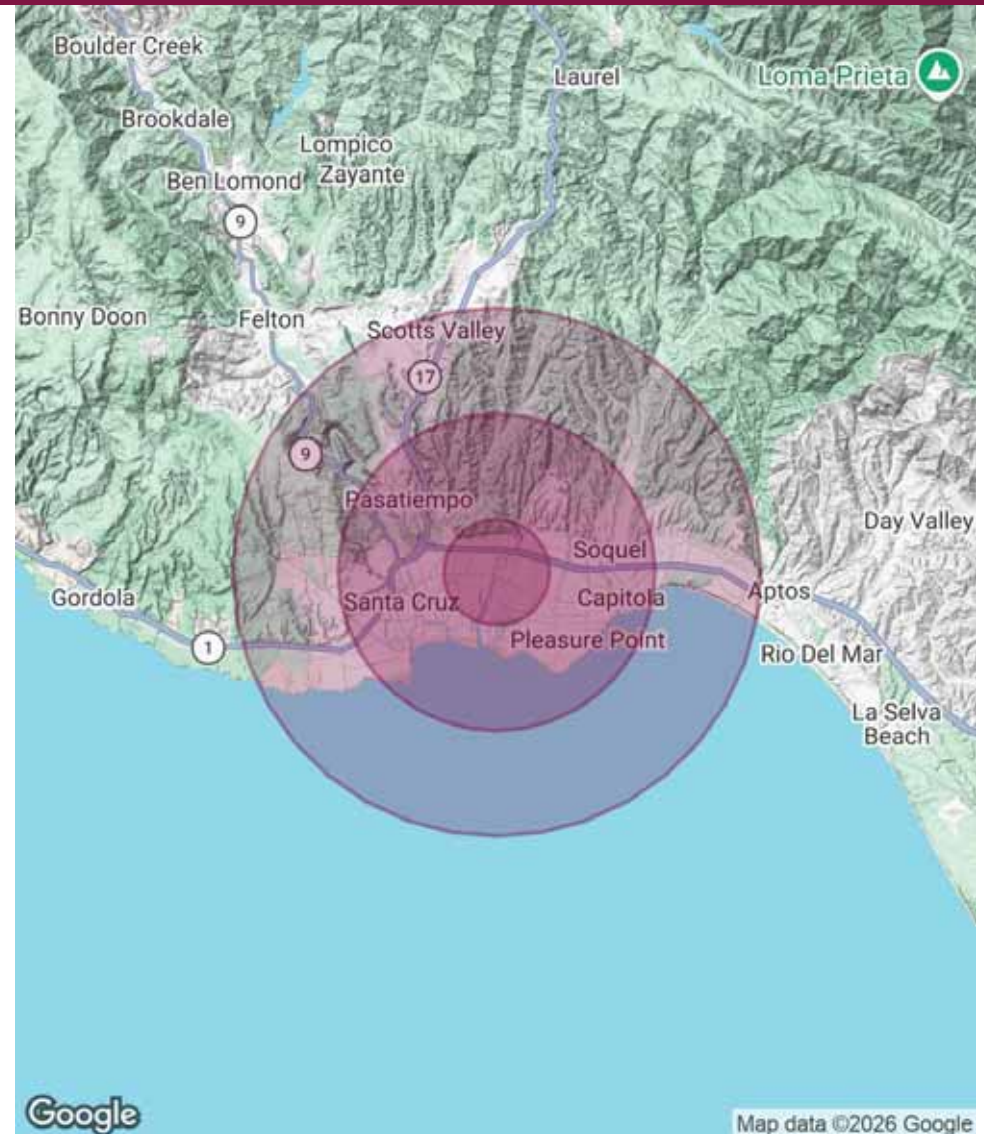 Boulder Creek
Laurel
Loma Prieta
Brookdale
Lompico
Zayante
Ben Lomond
9
Bonny Doon
Felton
Scotts Valley
17
9
Pasatiempo
Day Valley
Soquel
Gordola
Santa Cruz
Capitola
Aptos
1
Pleasure Point
Rio Del Mar
La Selva
Beach
Google
Map data ©2026 Google